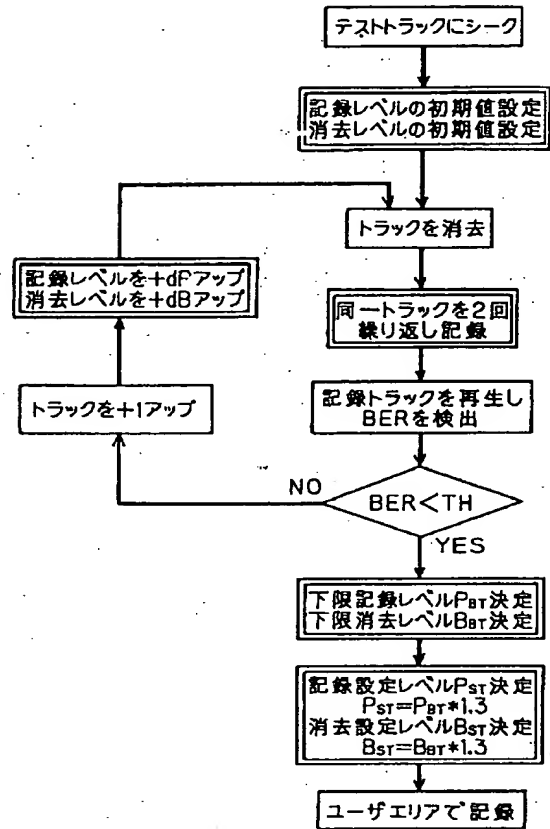 テストトラックにシーク
記録レベルの初期値設定
消去レベルの初期値設定
トラックを消去
記録レベルを+dPアップ
消去レベルを+dBアップ
同一トラックを2回
繰り返し記録
トラックを+1アップ
記録トラックを再生し
BERを検出
NO
BER<TH
YES
下限記録レベルPBT決定
下限消去レベルBBT決定
記録設定レベルPST決定
PST=PBT*1.3
消去設定レベルBST決定
BST=BBT*1.3
ユーザエリアで記録